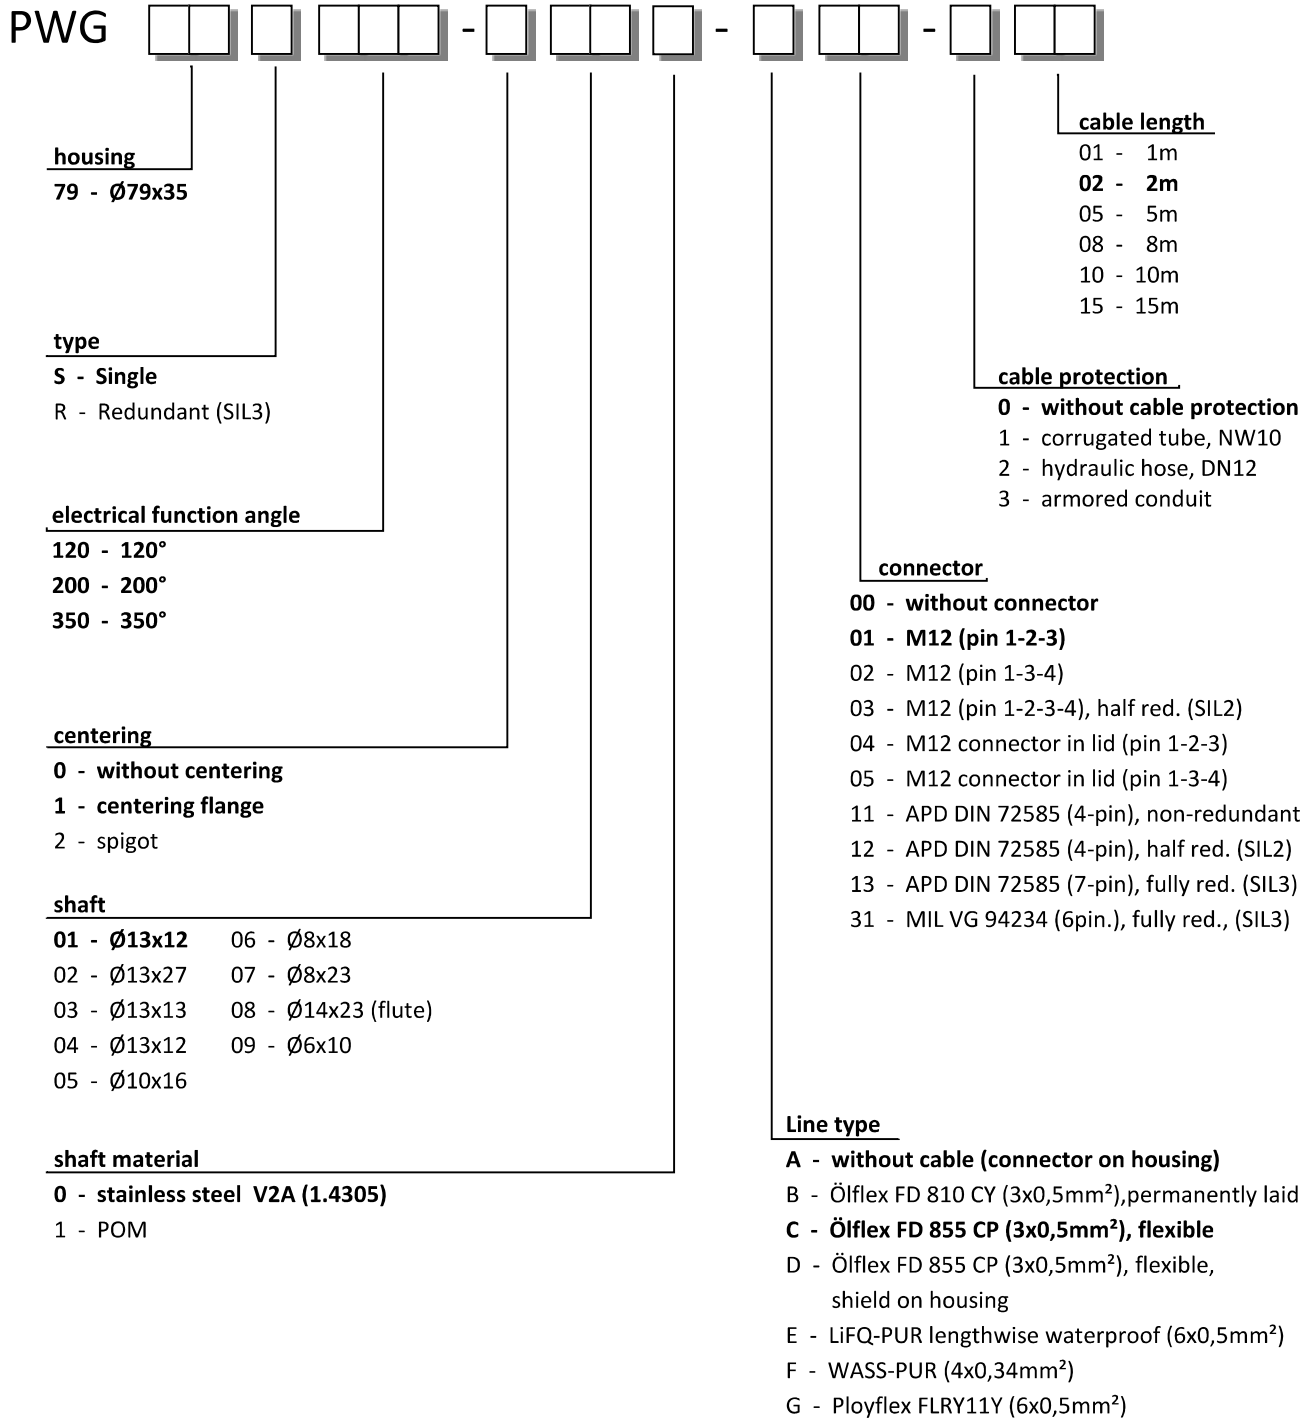 PWG - - -
housing
79 - Ø79x35
type
S - Single
R - Redundant (SIL3)
electrical function angle
120 - 120°
200 - 200°
350 - 350°
centering
0 - without centering
1 - centering flange
2 - spigot
shaft
01 - Ø13x12 06 - Ø8x18
02 - Ø13x27 07 - Ø8x23
03 - Ø13x13 08 - Ø14x23 (flute)
04 - Ø13x12 09 - Ø6x10
05 - Ø10x16
shaft material
0 - stainless steel V2A (1.4305)
1 - POM
cable length
01 - 1m
02 - 2m
05 - 5m
08 - 8m
10 - 10m
15 - 15m
cable protection
0 - without cable protection
1 - corrugated tube, NW10
2 - hydraulic hose, DN12
3 - armored conduit
connector
00 - without connector
01 - M12 (pin 1-2-3)
02 - M12 (pin 1-3-4)
03 - M12 (pin 1-2-3-4), half red. (SIL2)
04 - M12 connector in lid (pin 1-2-3)
05 - M12 connector in lid (pin 1-3-4)
11 - APD DIN 72585 (4-pin), non-redundant
12 - APD DIN 72585 (4-pin), half red. (SIL2)
13 - APD DIN 72585 (7-pin), fully red. (SIL3)
31 - MIL VG 94234 (6pin.), fully red., (SIL3)
Line type
A - without cable (connector on housing)
B - Ölflex FD 810 CY (3x0,5mm²),permanently laid
C - Ölflex FD 855 CP (3x0,5mm²), flexible
D - Ölflex FD 855 CP (3x0,5mm²), flexible,
shield on housing
E - LiFQ-PUR lengthwise waterproof (6x0,5mm²)
F - WASS-PUR (4x0,34mm²)
G - Ployflex FLRY11Y (6x0,5mm²)